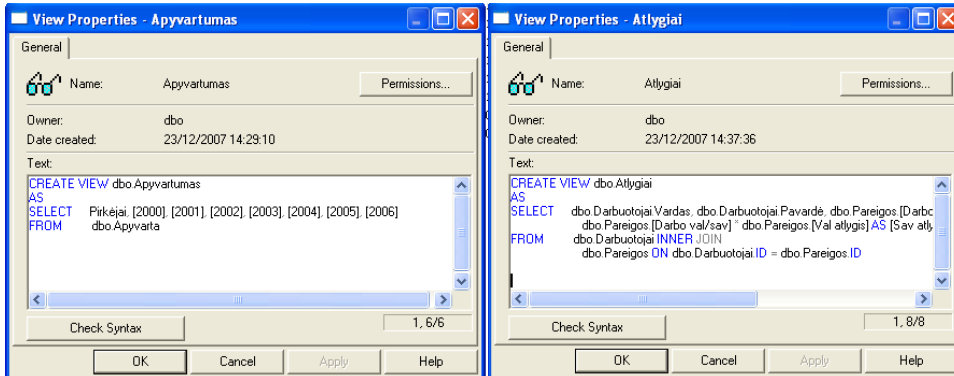 View Properties - Apyvartumas
General
Name: Apyvartumas
Permissions...
Owner: dbo
Date created: 23/12/2007 14:29:10
Text:
CREATE VIEW dbo.Apyvartumas
AS
SELECT Pirkėjai, [2000], [2001], [2002], [2003], [2004], [2005], [2006]
FROM dbo.Apyvarta
Check Syntax
1, 6/6
OK Cancel Apply Help
View Properties - Atlygiai
General
Name: Atlygiai
Permissions...
Owner: dbo
Date created: 23/12/2007 14:37:36
Text:
CREATE VIEW dbo.Atlygiai
AS
SELECT dbo.Darbuotojai.Vardas, dbo.Darbuotojai.Pavardė, dbo.Pareigos.[Darbo
dbo.Pareigos.[Darbo val/sav] * dbo.Pareigos.[Val atlygis] AS [Sav atly
FROM dbo.Darbuotojai INNER JOIN
dbo.Pareigos ON dbo.Darbuotojai.ID = dbo.Pareigos.ID
Check Syntax
1, 8/8
OK Cancel Apply Help